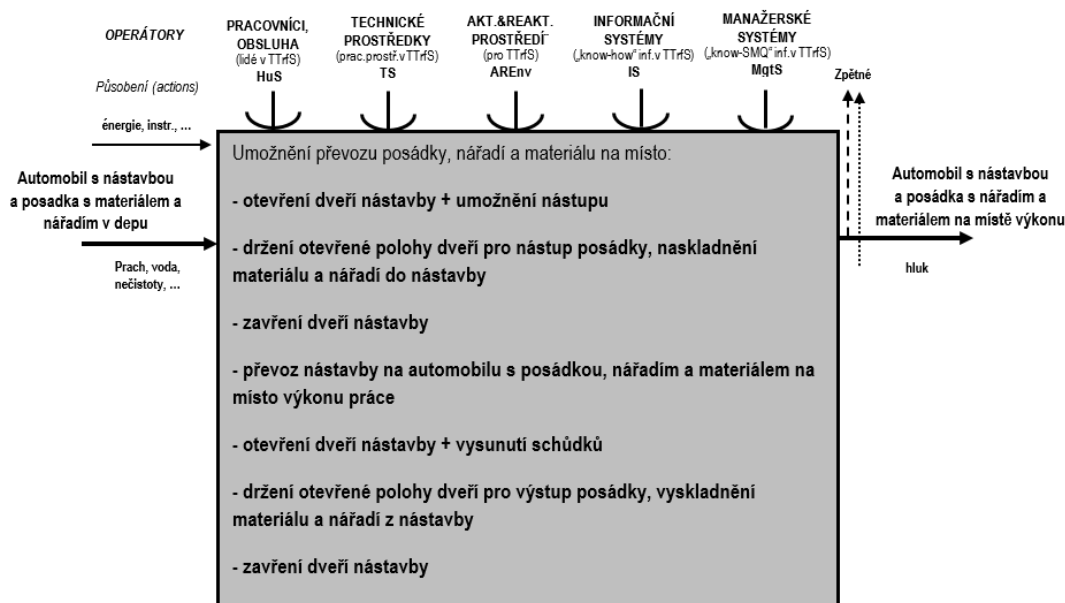 OPERÁTORY
PRACOVNÍCI,
OBSLUHA
(lidé v TTrfS)
HuS
TECHNICKÉ
PROSTŘEDKY
(prac.prostř.v TTrfS)
TS
AKT.&REAKT.
PROSTŘEDÍ
(pro TTrfS)
AREnv
INFORMAČNÍ
SYSTÉMY
(„know-how“ inf.v TTrfS)
IS
MANAŽERSKÉ
SYSTÉMY
(„know-SMQ“ inf.v TTrfS)
MgtS
Zpětné
Působení (actions)
énergie, instr., ...
Automobil s nástavbou
a posadka s materiálem a
nářadím v depu
Prach, voda,
nečistoty, ...
Umožnění převozu posádky, nářadí a materiálu na místo:
- otevření dveří nástavby + umožnění nástupu
- držení otevřené polohy dveří pro nástup posádky, naskladnění
materiálu a nářadí do nástavby
- zavření dveří nástavby
- převoz nástavby na automobilu s posádkou, nářadím a materiálem na
místo výkonu práce
- otevření dveří nástavby + vysunutí schůdků
- držení otevřené polohy dveří pro výstup posádky, vyskladnění
materiálu a nářadí z nástavby
- zavření dveří nástavby
Automobil s nástavbou
a posádka s nářadím a
materiálem na místě výkonu
hluk